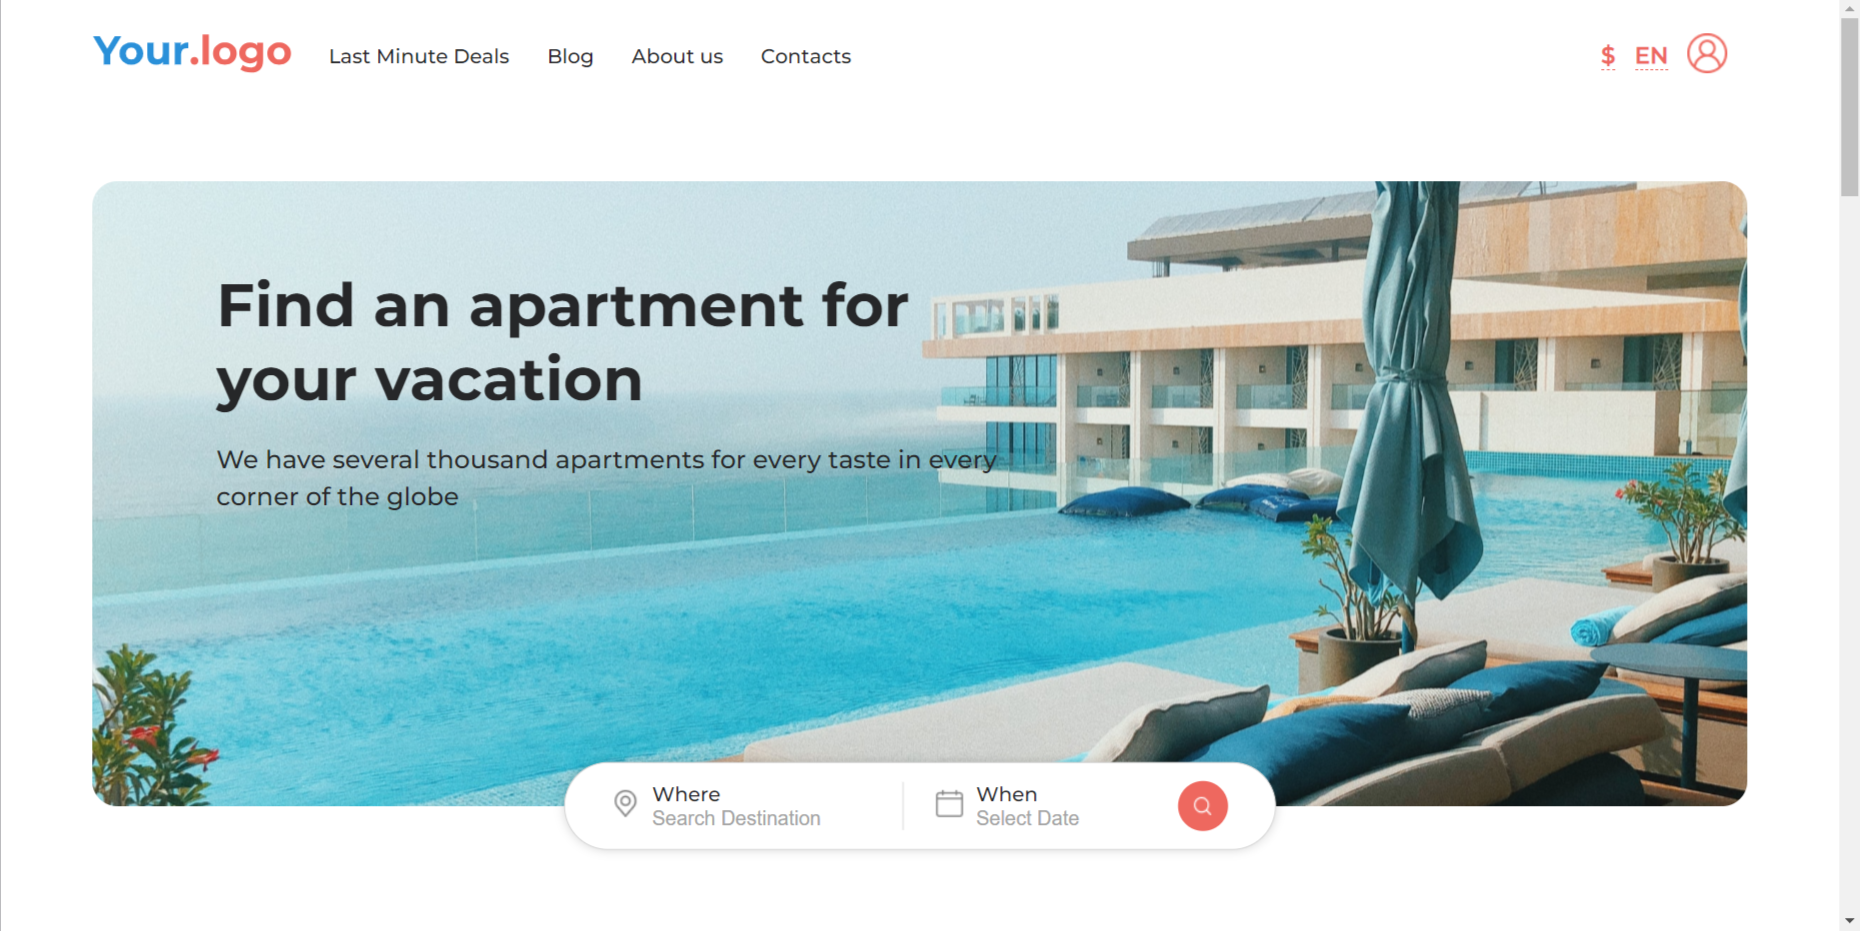 Your.logo
Last Minute Deals
Blog
About us
Contacts
$
EN
Find an apartment for
your vacation
We have several thousand apartments for every taste in every
corner of the globe
Where
Search Destination
When
Select Date